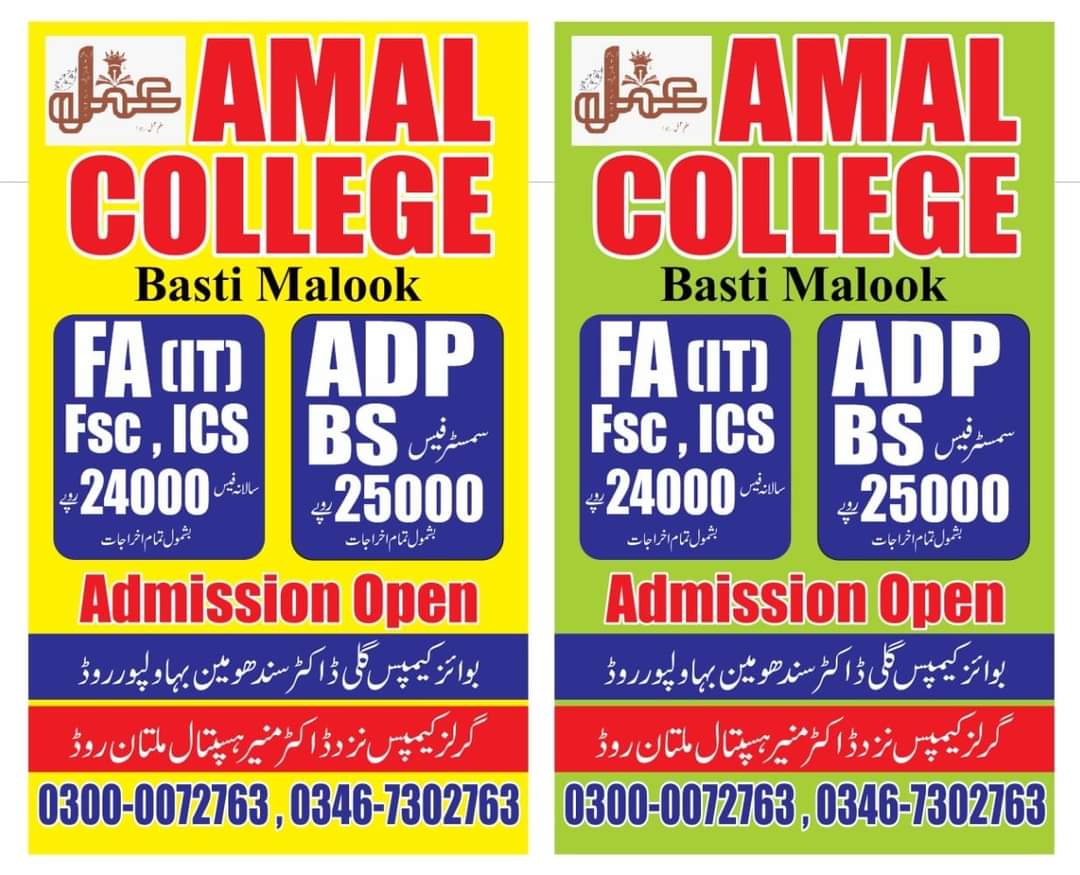 عمل
AMAL
COLLEGE
Basti Malook
FA (IT)
Fsc , ICS
سالانہ فیس 24000 روپے
بشمول تمام اخراجات
ADP
BS سمسٹر فیس
25000 روپے
بشمول تمام اخراجات
Admission Open
بوائز کیمپس گلی ڈاکٹر سندھو مین بہاولپور روڈ
گرلز کیمپس نزد ڈاکٹر منیر ہسپتال ملتان روڈ
0300-0072763 , 0346-7302763
عمل
AMAL
COLLEGE
Basti Malook
FA (IT)
Fsc , ICS
سالانہ فیس 24000 روپے
بشمول تمام اخراجات
ADP
BS سمسٹر فیس
25000 روپے
بشمول تمام اخراجات
Admission Open
بوائز کیمپس گلی ڈاکٹر سندھو مین بہاولپور روڈ
گرلز کیمپس نزد ڈاکٹر منیر ہسپتال ملتان روڈ
0300-0072763 , 0346-7302763